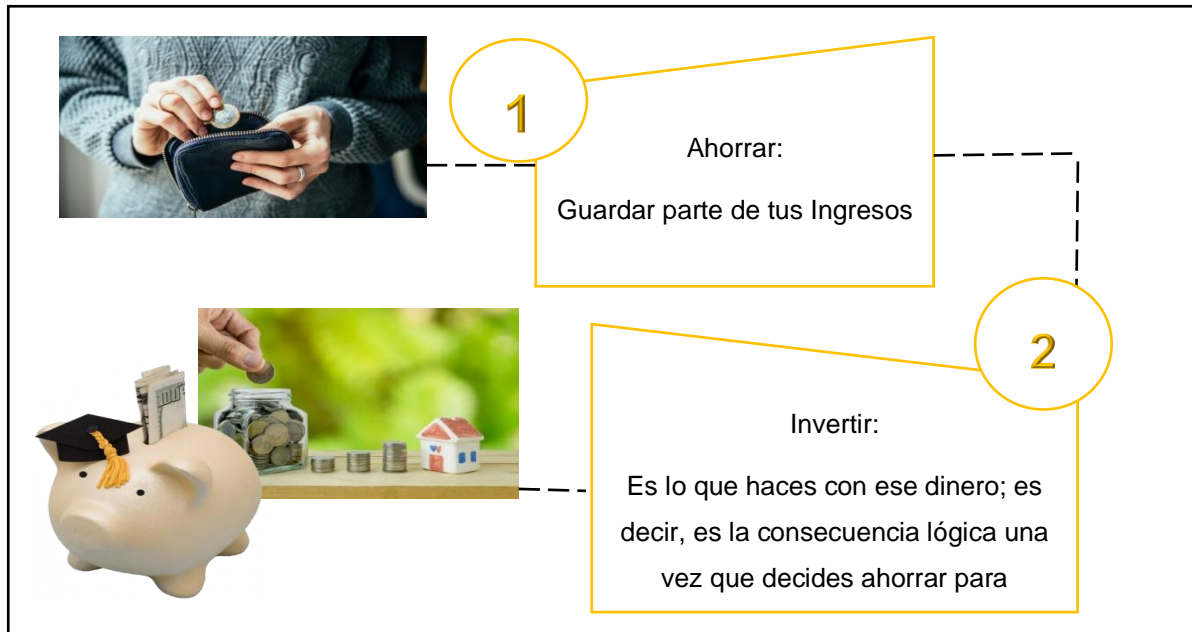 1
Ahorrar:
Guardar parte de tus Ingresos
2
Invertir:
Es lo que haces con ese dinero; es
decir, es la consecuencia lógica una
vez que decides ahorrar para